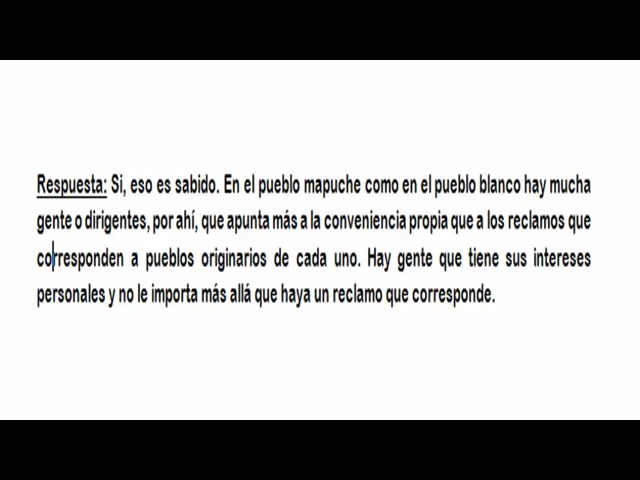 Respuesta: Si, eso es sabido. En el pueblo mapuche como en el pueblo blanco hay mucha
gente o dirigentes, por ahí, que apunta más a la conveniencia propia que a los reclamos que
corresponden a pueblos originarios de cada uno. Hay gente que tiene sus intereses
personales y no le importa más allá que haya un reclamo que corresponde.